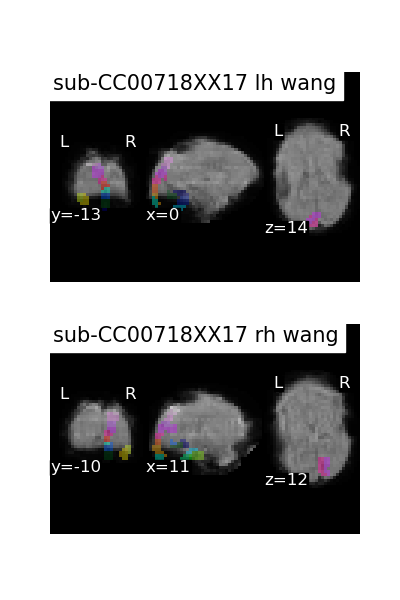 sub-CC00718XX17 lh wang
L R L R
y=-13 x=0 z=14
sub-CC00718XX17 rh wang
L R L R
y=-10 x=11 z=12